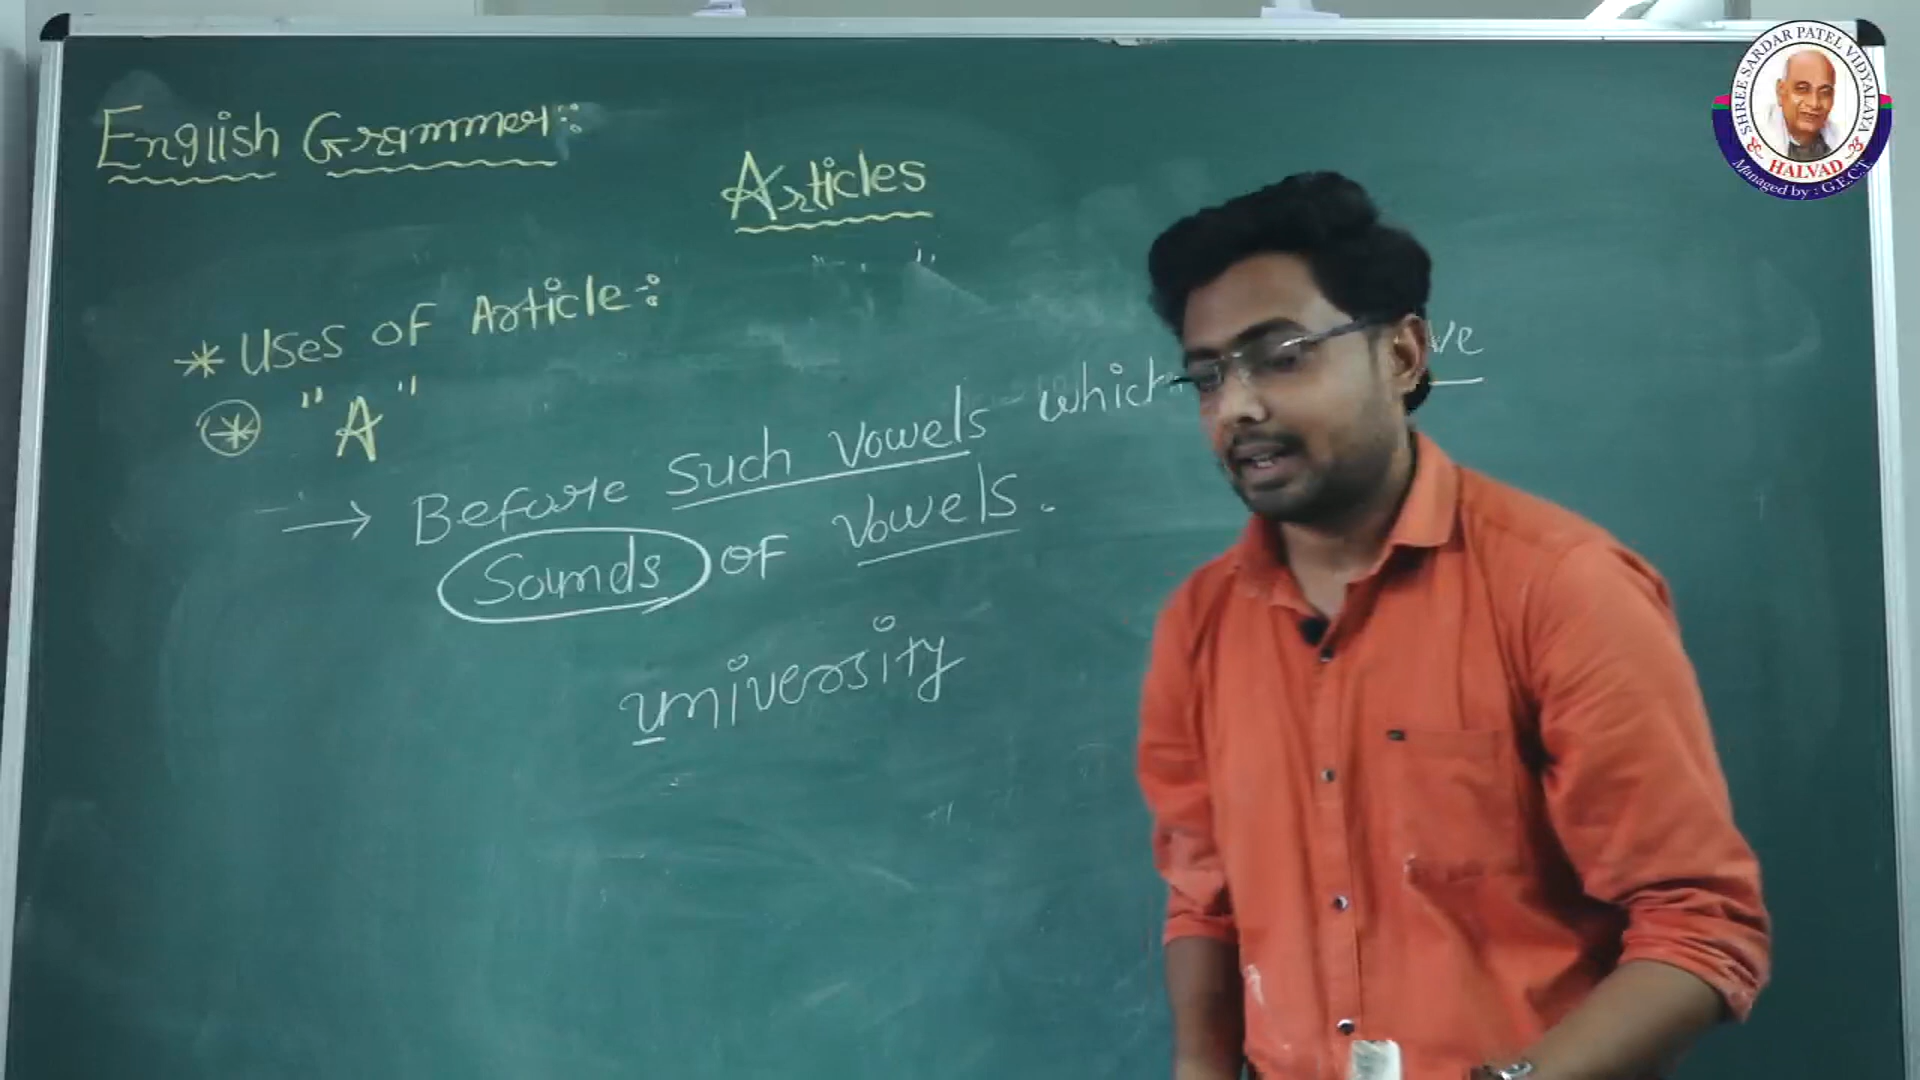 English Grammer:
Articles
* Uses of Article:
* "A"
→ Before Such Vowels which ve
Sounds of Vowels.
university
SHREE SARDAR PATEL VIDYALAYA
HALVAD
Managed by : G.E.C.T.